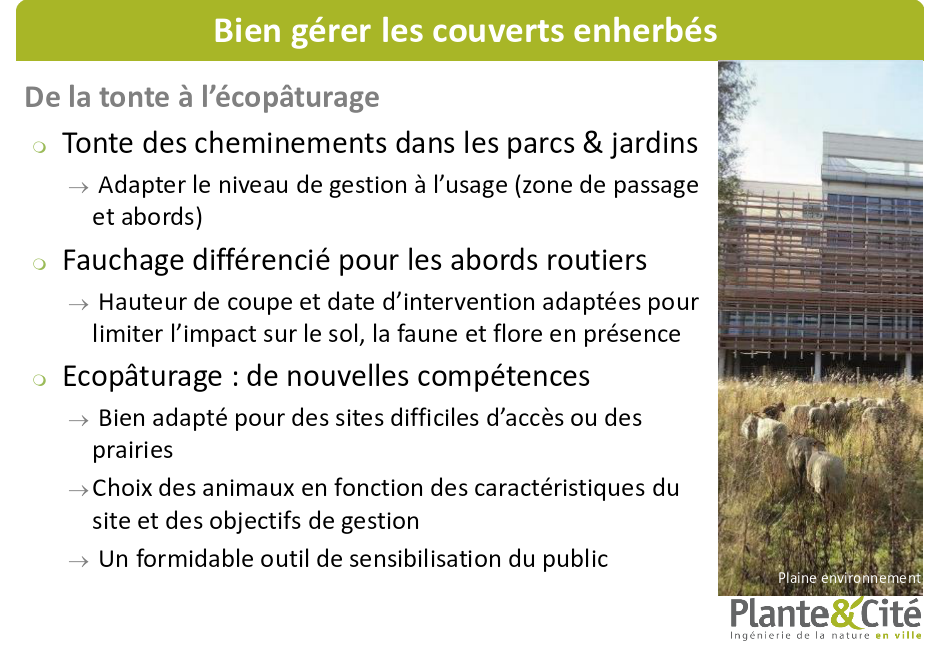 Bien gérer les couverts enherbés
De la tonte à l’écopâturage
Tonte des cheminements dans les parcs & jardins
→ Adapter le niveau de gestion à l’usage (zone de passage
et abords)
Fauchage différencié pour les abords routiers
→ Hauteur de coupe et date d’intervention adaptées pour
limiter l’impact sur le sol, la faune et flore en présence
Ecopâturage : de nouvelles compétences
→ Bien adapté pour des sites difficiles d’accès ou des
prairies
→Choix des animaux en fonction des caractéristiques du
site et des objectifs de gestion
→ Un formidable outil de sensibilisation du public
Plaine environnement
Plante&Cité
Ingénierie de la nature en ville